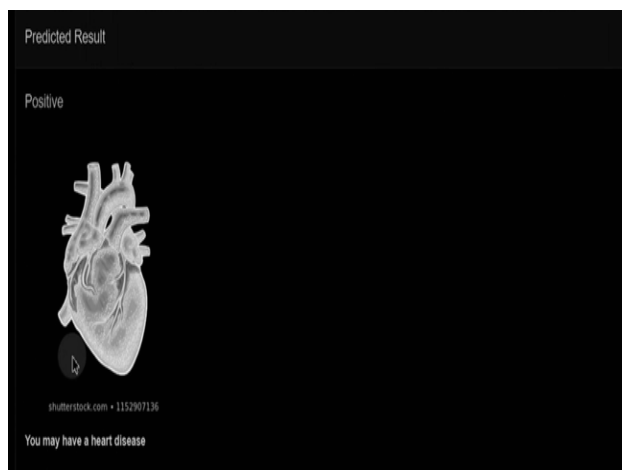 Predicted Result
Positive
shutterstock.com • 1152907136
You may have a heart disease